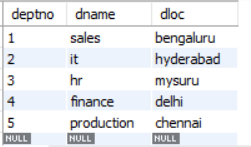 deptno dname dloc
1 sales bengaluru
2 it hyderabad
3 hr mysuru
4 finance delhi
5 production chennai
NULL NULL NULL